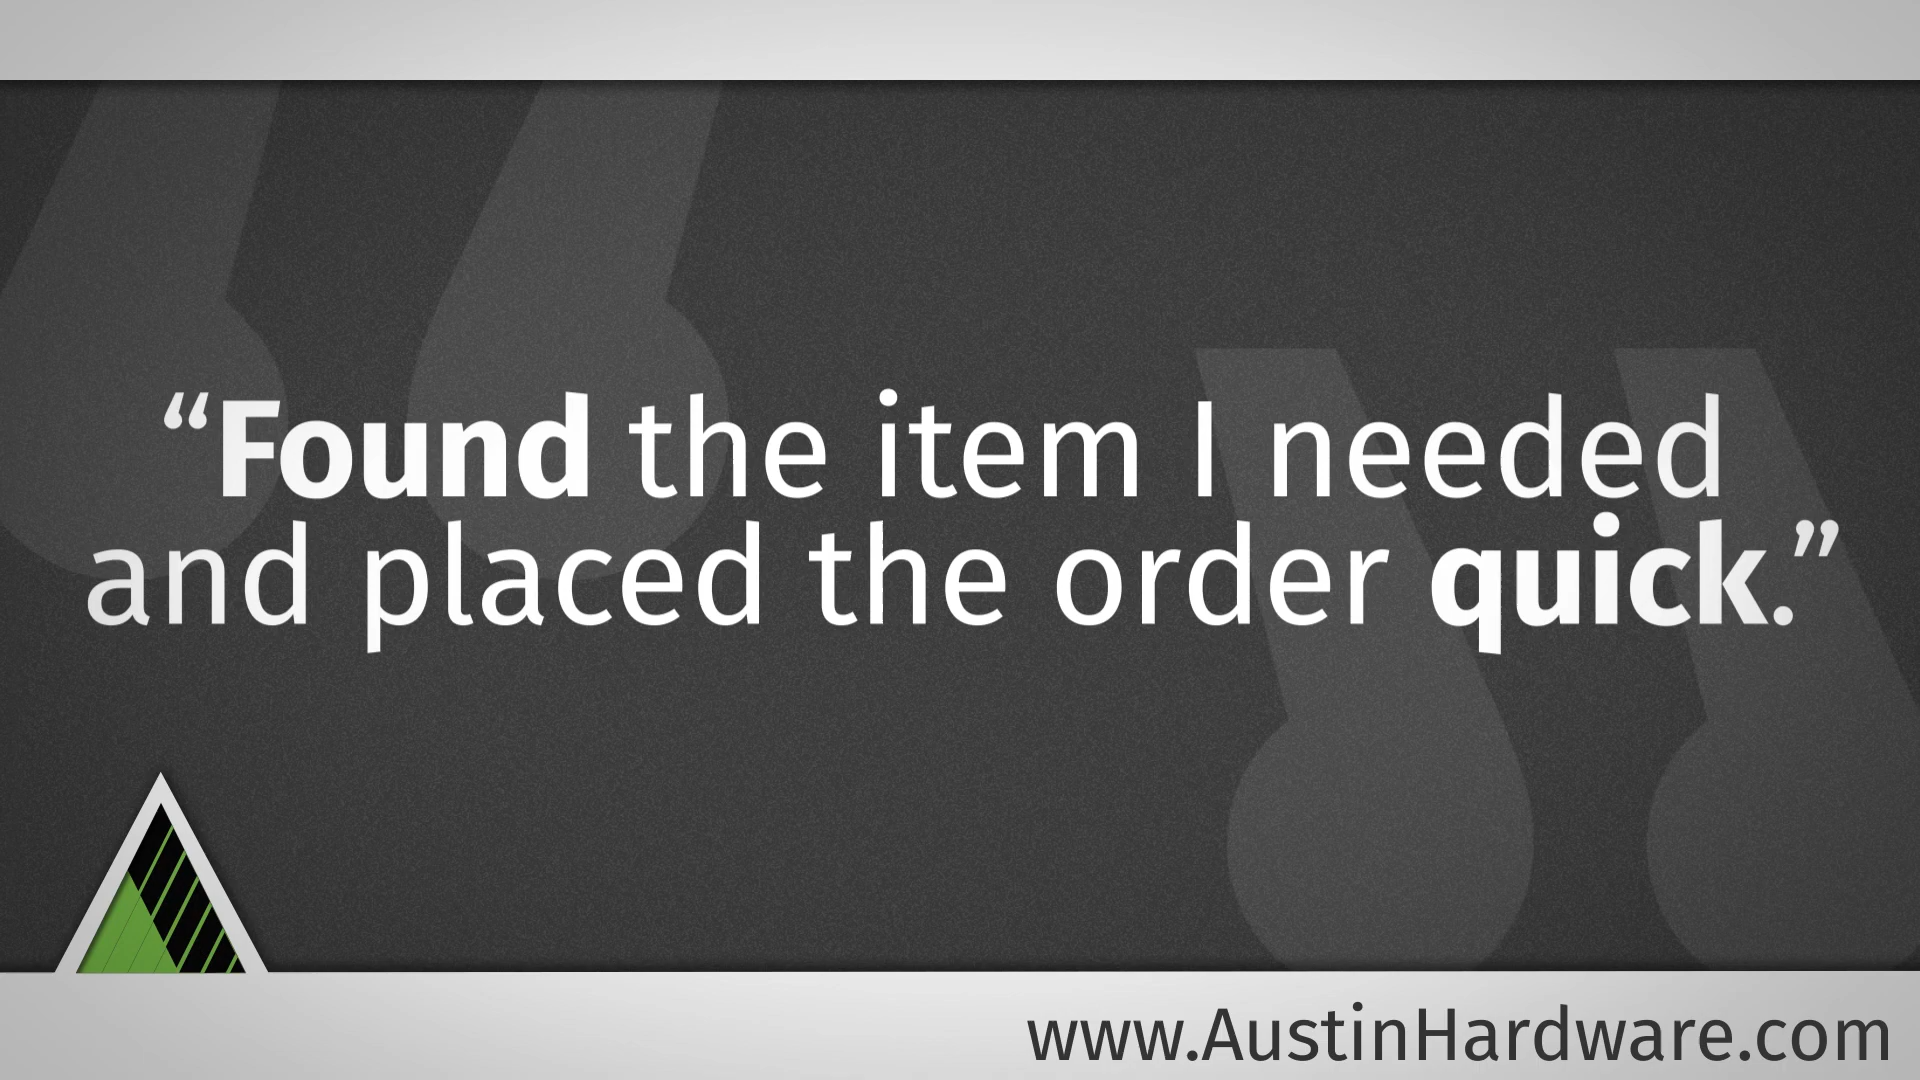 “Found the item I needed
and placed the order quick.”
www.AustinHardware.com